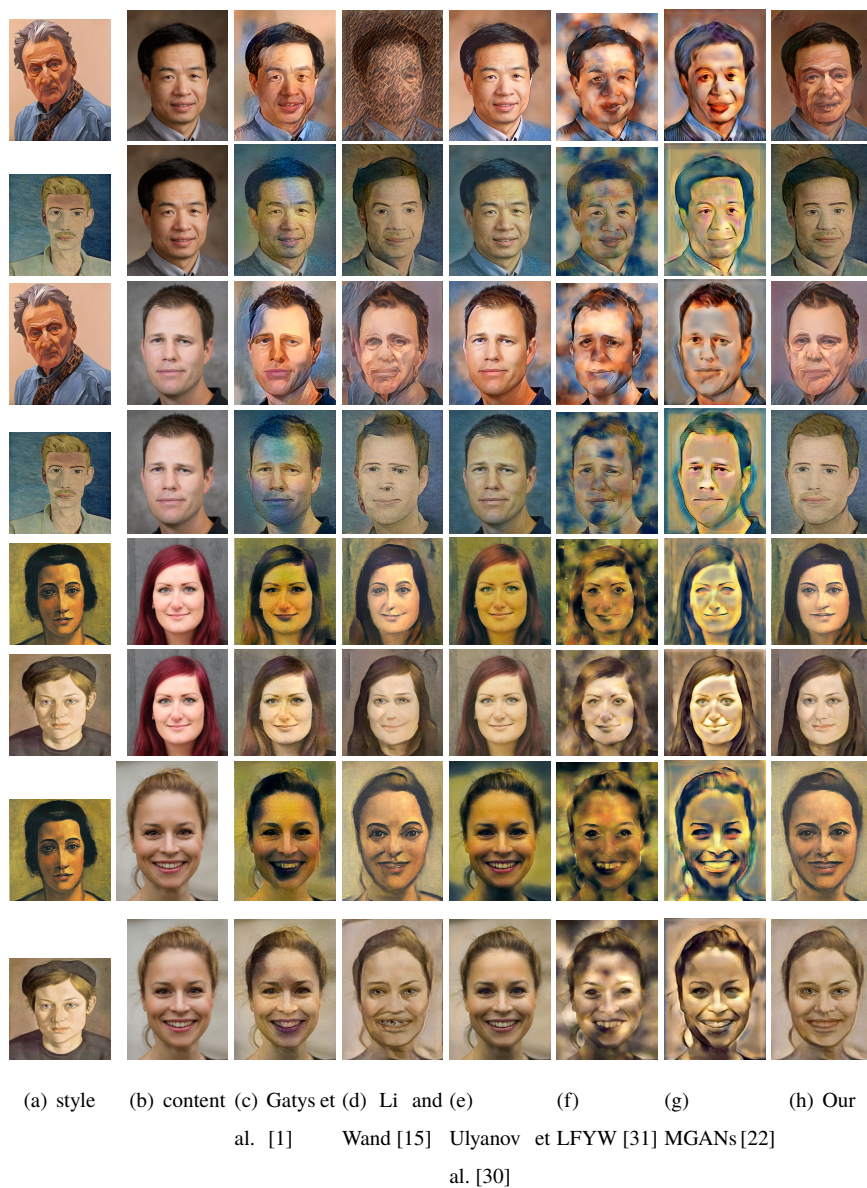 (a) style (b) content (c) Gatys et (d) Li and (e) (f) (g) (h) Our
al. [1] Wand [15] Ulyanov et LFYW [31] MGANs [22]
al. [30]